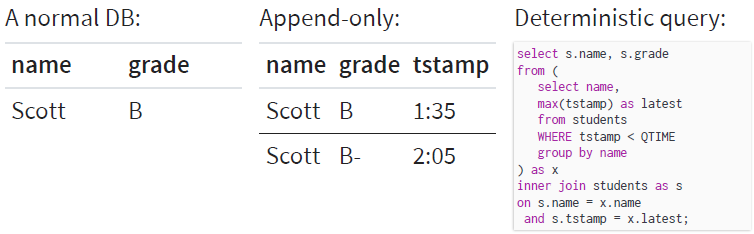 A normal DB:
name grade
Scott B
Append-only:
name grade tstamp
Scott B 1:35
Scott B- 2:05
Deterministic query:
select s.name, s.grade
from (
   select name,
   max(tstamp) as latest
   from students
   WHERE tstamp < QTIME
   group by name
) as x
inner join students as s
on s.name = x.name
 and s.tstamp = x.latest;